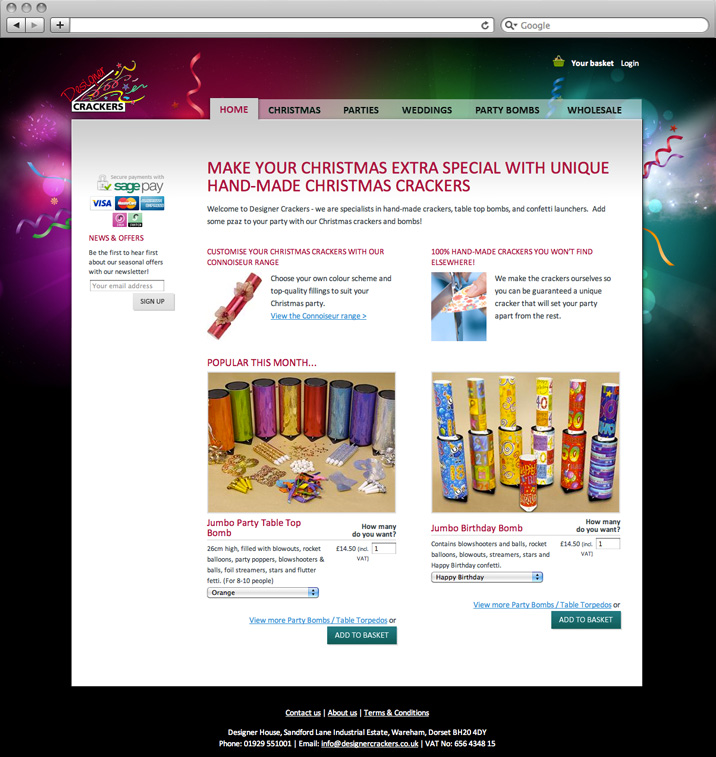 Google
Your basket Login
Designer
CRACKERS
HOME CHRISTMAS PARTIES WEDDINGS PARTY BOMBS WHOLESALE
Secure payments with
sage pay
VISA MasterCard
NEWS & OFFERS
Be the first to hear first
about our seasonal offers
with our newsletter!
Your email address
SIGN UP
MAKE YOUR CHRISTMAS EXTRA SPECIAL WITH UNIQUE
HAND-MADE CHRISTMAS CRACKERS
Welcome to Designer Crackers - we are specialists in hand-made crackers, table top bombs, and confetti launchers. Add
some pzaz to your party with our Christmas crackers and bombs!
CUSTOMISE YOUR CHRISTMAS CRACKERS WITH OUR
CONNOISEUR RANGE
Choose your own colour scheme and
top-quality fillings to suit your
Christmas party.
View the Connoiseur range >
100% HAND-MADE CRACKERS YOU WON'T FIND
ELSEWHERE!
We make the crackers ourselves so
you can be guaranteed a unique
cracker that will set your party
apart from the rest.
POPULAR THIS MONTH...
Jumbo Party Table Top
Bomb
How many
do you want?
26cm high, filled with blowouts, rocket
balloons, party poppers, blowshooters &
balls, foil streamers, stars and flutter
fetti. (For 8-10 people)
£14.50 (incl.
VAT)
1
Orange
View more Party Bombs / Table Torpedos or
ADD TO BASKET
40
50
Jumbo Birthday Bomb
How many
do you want?
Contains blowshooters and balls, rocket
balloons, blowouts, streamers, stars and
Happy Birthday confetti.
£14.50 (incl.
VAT)
1
Happy Birthday
View more Party Bombs / Table Torpedos or
ADD TO BASKET
Contact us | About us | Terms & Conditions
Designer House, Sandford Lane Industrial Estate, Wareham, Dorset BH20 4DY
Phone: 01929 551001 | Email: info@designercrackers.co.uk | VAT No: 656 4348 15